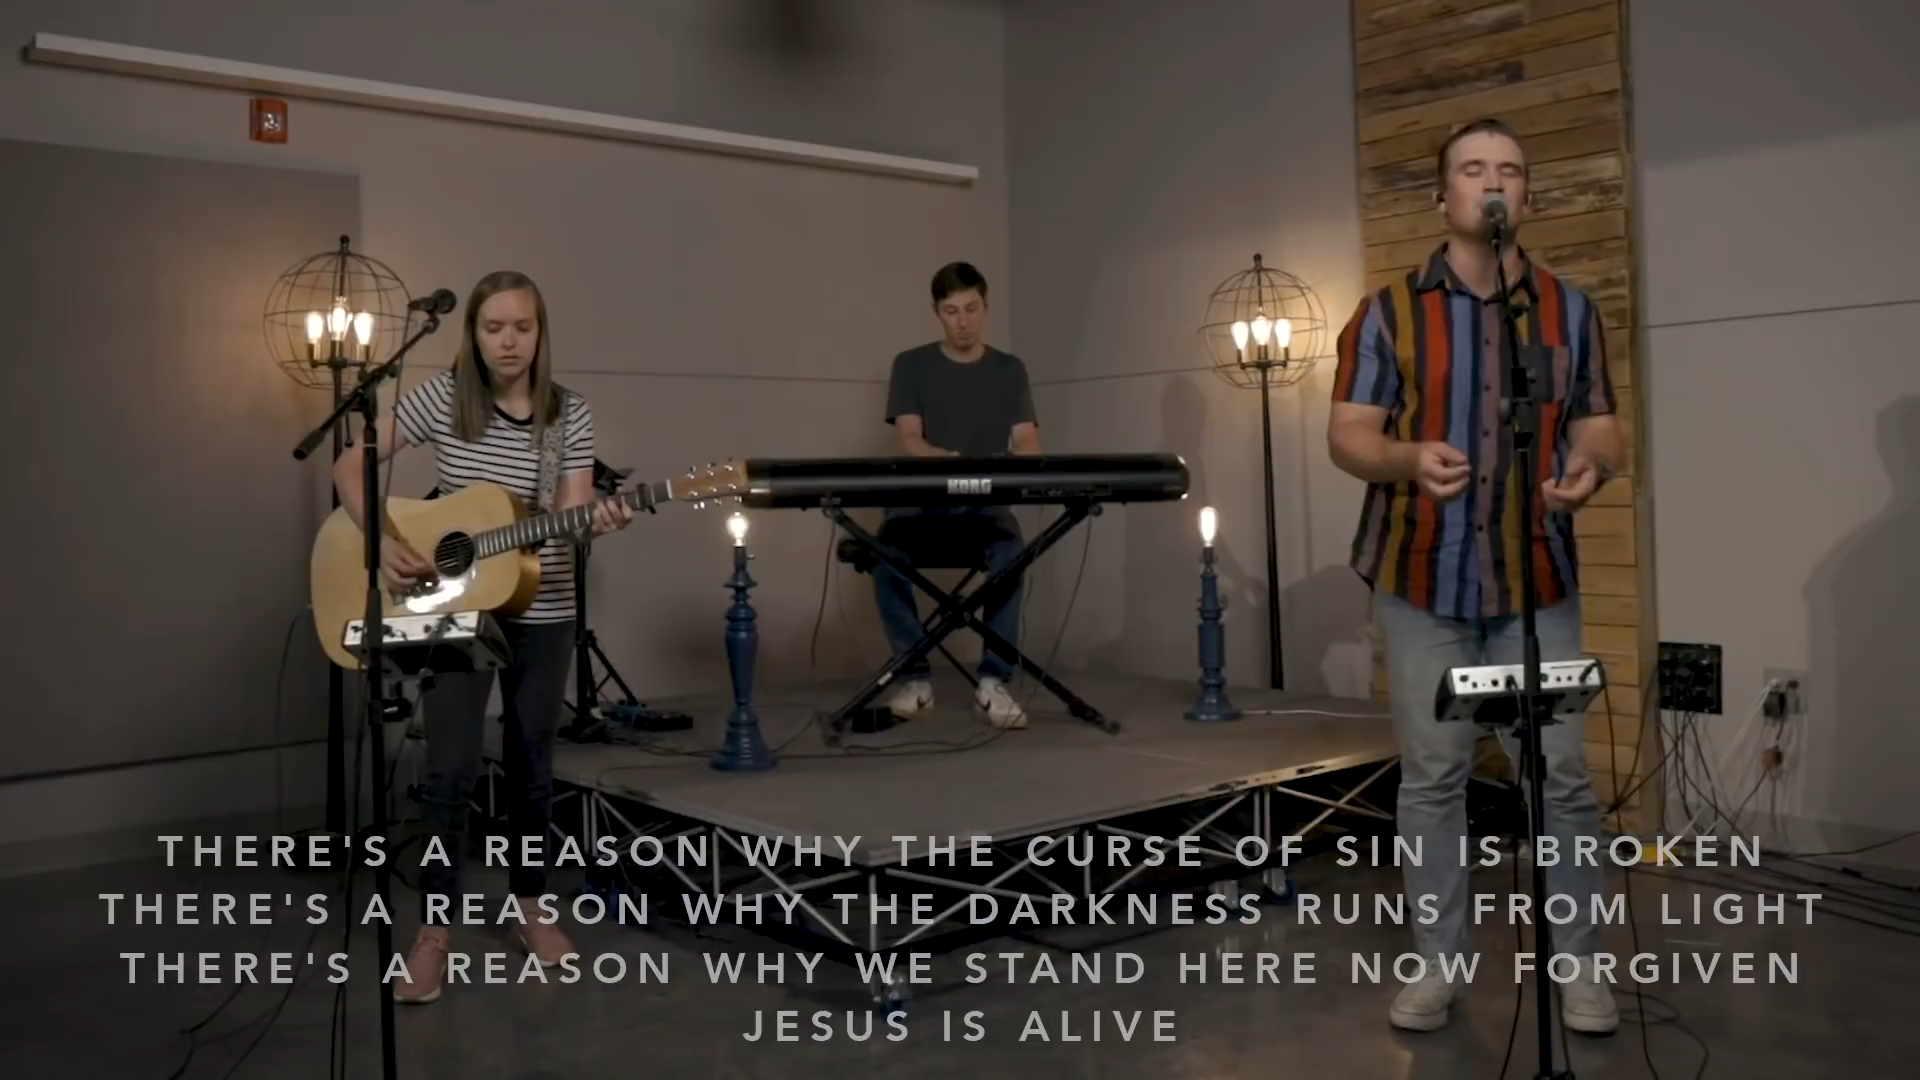 KORG
THERE'S A REASON WHY THE CURSE OF SIN IS BROKEN
THERE'S A REASON WHY THE DARKNESS RUNS FROM LIGHT
THERE'S A REASON WHY WE STAND HERE NOW FORGIVEN
JESUS IS ALIVE